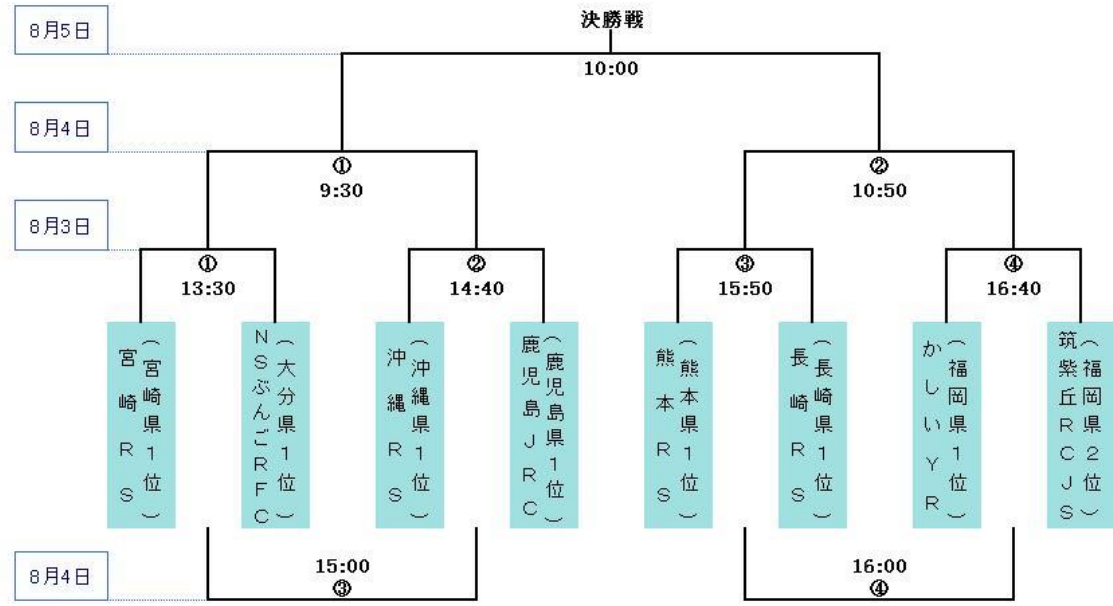 8月5日
決勝戦
10:00
8月4日
①
9:30
②
10:50
8月3日
①
13:30
②
14:40
③
15:50
④
16:40
宮崎RS
(宮崎県1位)
NSぶんごRFC
(大分県1位)
沖縄RS
(沖縄県1位)
鹿児島JRC
(鹿児島県1位)
熊本RS
(熊本県1位)
長崎RS
(長崎県1位)
かしいYR
(福岡県1位)
筑紫丘RCJS
(福岡県2位)
8月4日
15:00
③
16:00
④